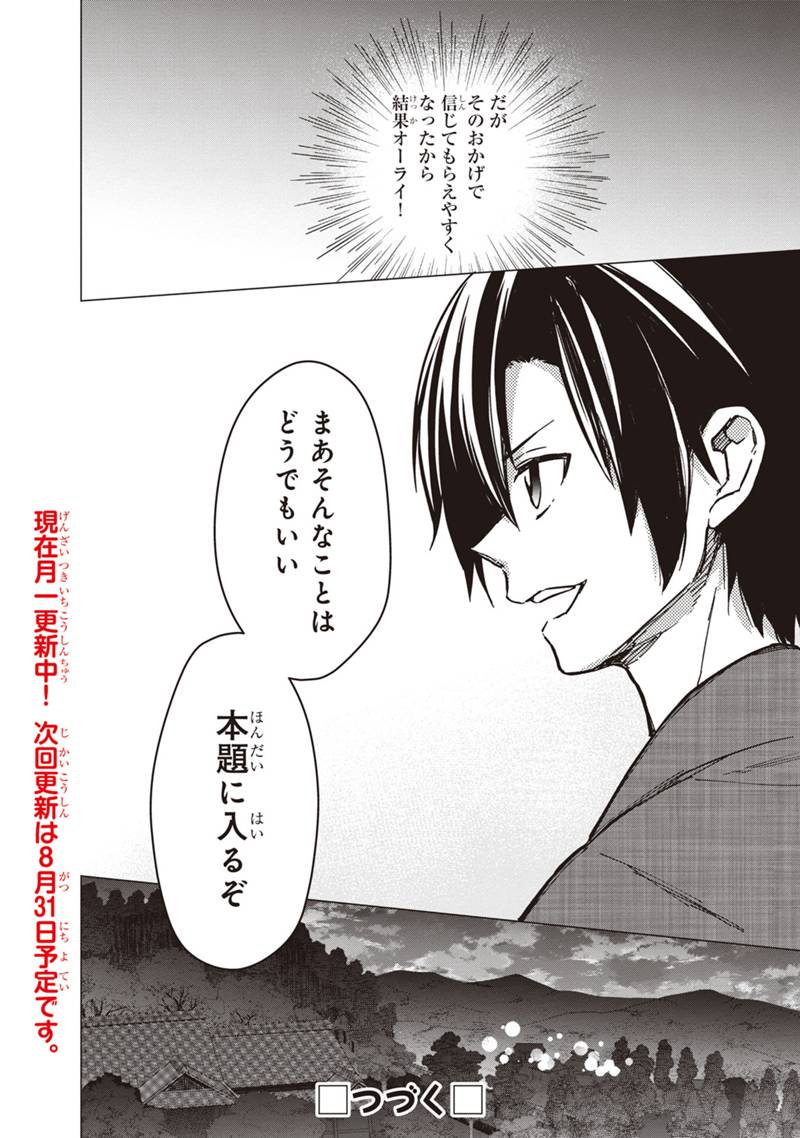 だが
そのおかげで
信じてもらえやすく
なったから
結果オーライ!
まあそんなことは
どうでもいい
本題に入るぞ
つづく
現在月一更新中! 次回更新は8月31日予定です。